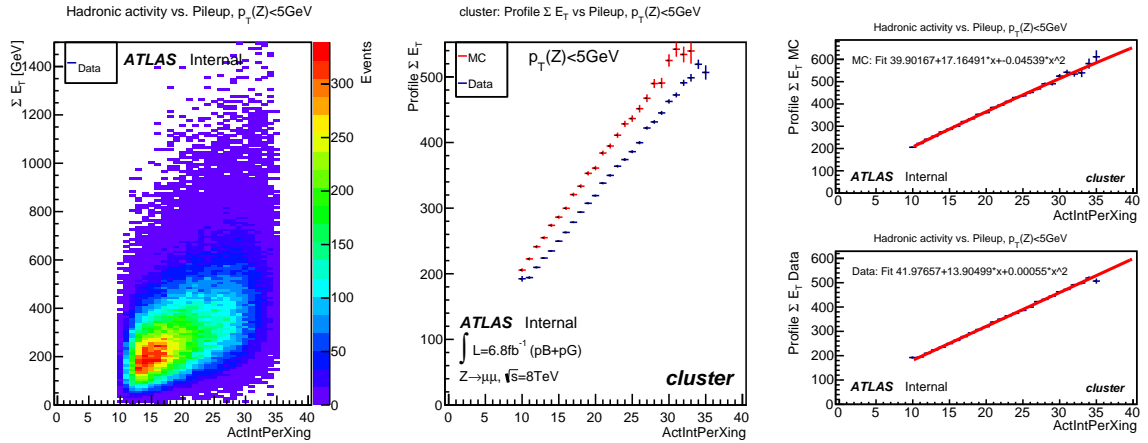 Hadronic activity vs. Pileup, p_T(Z)<5GeV
Σ E_T [GeV]
Data
ATLAS Internal
Events
1400
1200
1000
800
600
400
200
0
300
250
200
150
100
50
0
0 5 10 15 20 25 30 35 40
ActIntPerXing
cluster: Profile Σ E_T vs Pileup, p_T(Z)<5GeV
Profile Σ E_T
MC
Data
p_T(Z)<5GeV
500
400
300
200
100
0
ATLAS Internal
∫ L=6.8fb^-1 (pB+pG)
Z→μμ, √s=8TeV
cluster
0 5 10 15 20 25 30 35 40
ActIntPerXing
Hadronic activity vs. Pileup, p_T(Z)<5GeV
Profile Σ E_T MC
MC: Fit 39.90167+17.16491*x+-0.04539*x^2
600
500
400
300
200
100
0
ATLAS Internal
cluster
0 5 10 15 20 25 30 35 40
ActIntPerXing
Hadronic activity vs. Pileup, p_T(Z)<5GeV
Profile Σ E_T Data
Data: Fit 41.97657+13.90499*x+0.00055*x^2
600
500
400
300
200
100
0
ATLAS Internal
cluster
0 5 10 15 20 25 30 35 40
ActIntPerXing